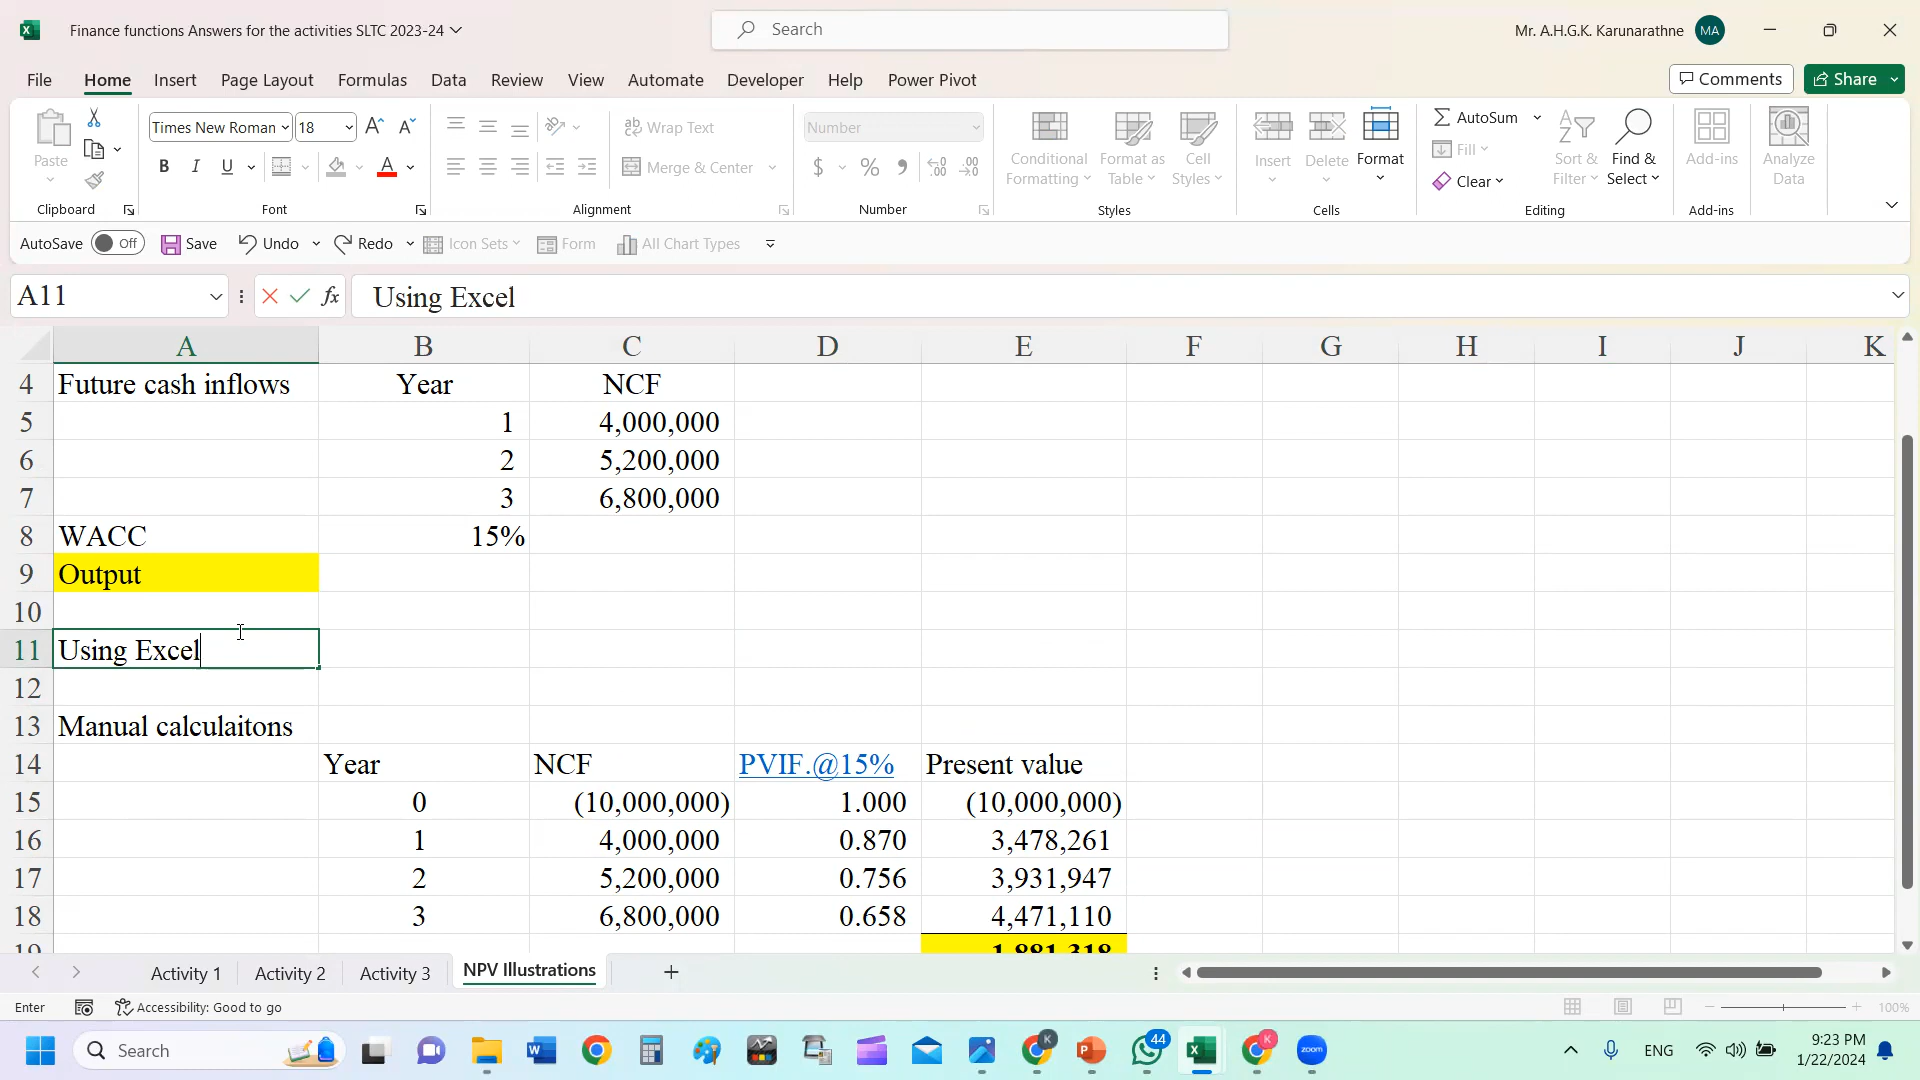 Finance functions Answers for the activities SLTC 2023-24
Search
Mr. A.H.G.K. Karunarathne
MA
File Home Insert Page Layout Formulas Data Review View Automate Developer Help Power Pivot
Comments
Share
Paste
Times New Roman
18
Wrap Text
Number
Merge & Center
Conditional Formatting
Format as Table
Cell Styles
Insert
Delete
Format
AutoSum
Fill
Clear
Sort & Filter
Find & Select
Add-ins
Analyze Data
Clipboard
Font
Alignment
Number
Styles
Cells
Editing
Add-ins
AutoSave Off Save Undo Redo Icon Sets Form All Chart Types
A11 fx Using Excel
A B C D E F G H I J K
4 Future cash inflows Year NCF
5 1 4,000,000
6 2 5,200,000
7 3 6,800,000
8 WACC 15%
9 Output
10
11 Using Excel
12
13 Manual calculaitons
14 Year NCF PVIF.@15% Present value
15 0 (10,000,000) 1.000 (10,000,000)
16 1 4,000,000 0.870 3,478,261
17 2 5,200,000 0.756 3,931,947
18 3 6,800,000 0.658 4,471,110
19 1,881,318
Activity 1 Activity 2 Activity 3 NPV Illustrations
Enter Accessibility: Good to go 100%
Search
44
zoom
ENG
9:23 PM
1/22/2024